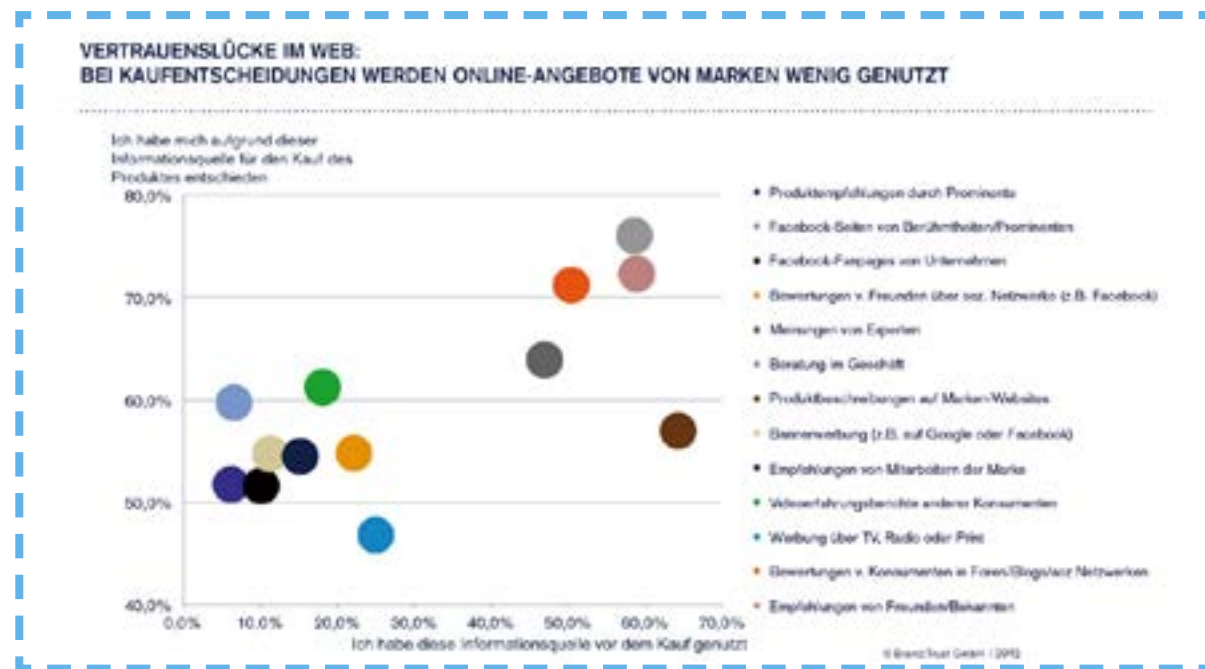 VERTRAUENSLÜCKE IM WEB:
BEI KAUFENTSCHEIDUNGEN WERDEN ONLINE-ANGEBOTE VON MARKEN WENIG GENUTZT
Ich habe mich aufgrund dieser
Informationsquelle für den Kauf des
Produktes entschieden
80,0%
70,0%
60,0%
50,0%
40,0%
0.0% 10,0% 20,0% 30,0% 40,0% 50,0% 60,0% 70,0%
Ich habe diese Informationsquelle vor dem Kauf genutzt
Produktempfehlungen durch Prominente
Facebook-Seiten von Berühmtheiten/Prominenten
Facebook-Fanpages von Unternehmen
Bewertungen v. Freunden über soz. Netzwerke (z.B. Facebook)
Meinungen von Experten
Beratung im Geschäft
Produktbeschreibungen auf Marken-Websites
Bannerwerbung (z.B. auf Google oder Facebook)
Empfehlungen von Mitarbeitern der Marke
Videoerfahrungsberichte anderer Konsumenten
Werbung über TV, Radio oder Print
Bewertungen v. Konsumenten in Foren/Blogs/soz Netzwerken
Empfehlungen von Freunden/Bekannten
© BrandTrust GmbH | 2012